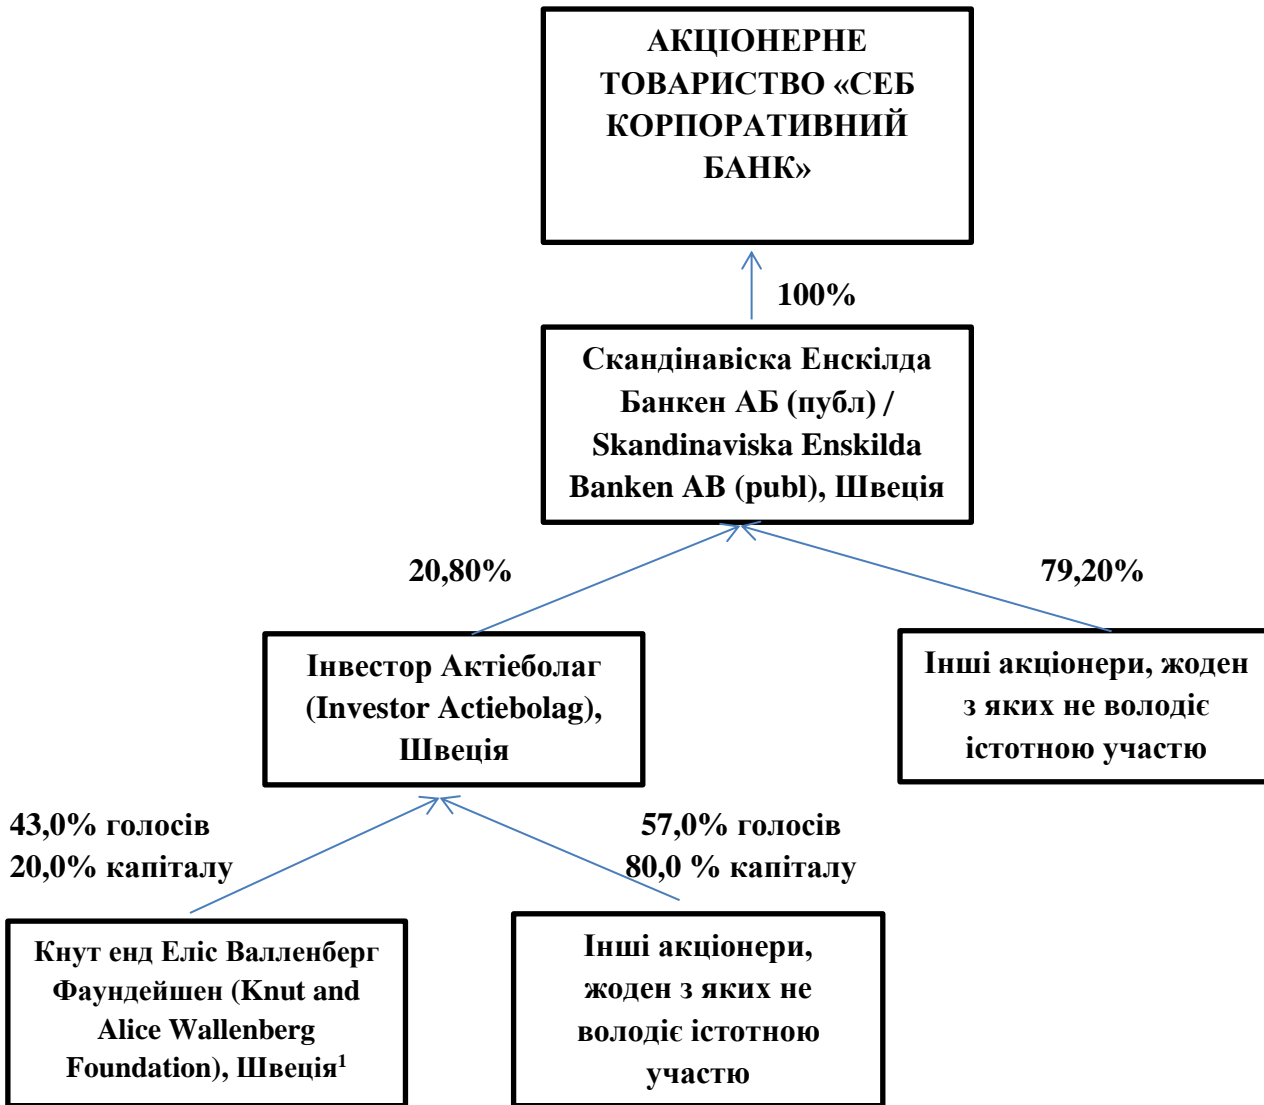 АКЦІОНЕРНЕ
ТОВАРИСТВО «СЕБ
КОРПОРАТИВНИЙ
БАНК»
100%
Скандінавіска Енскілда
Банкен АБ (публ) /
Skandinaviska Enskilda
Banken AB (publ), Швеція
20,80%
79,20%
Інвестор Актіеболаг
(Investor Actiebolag),
Швеція
Інші акціонери, жоден
з яких не володіє
істотною участю
43,0% голосів
20,0% капіталу
57,0% голосів
80,0 % капіталу
Кнут енд Еліс Валленберг
Фаундейшен (Knut and
Alice Wallenberg
Foundation), Швеція¹
Інші акціонери,
жоден з яких не
володіє істотною
участю